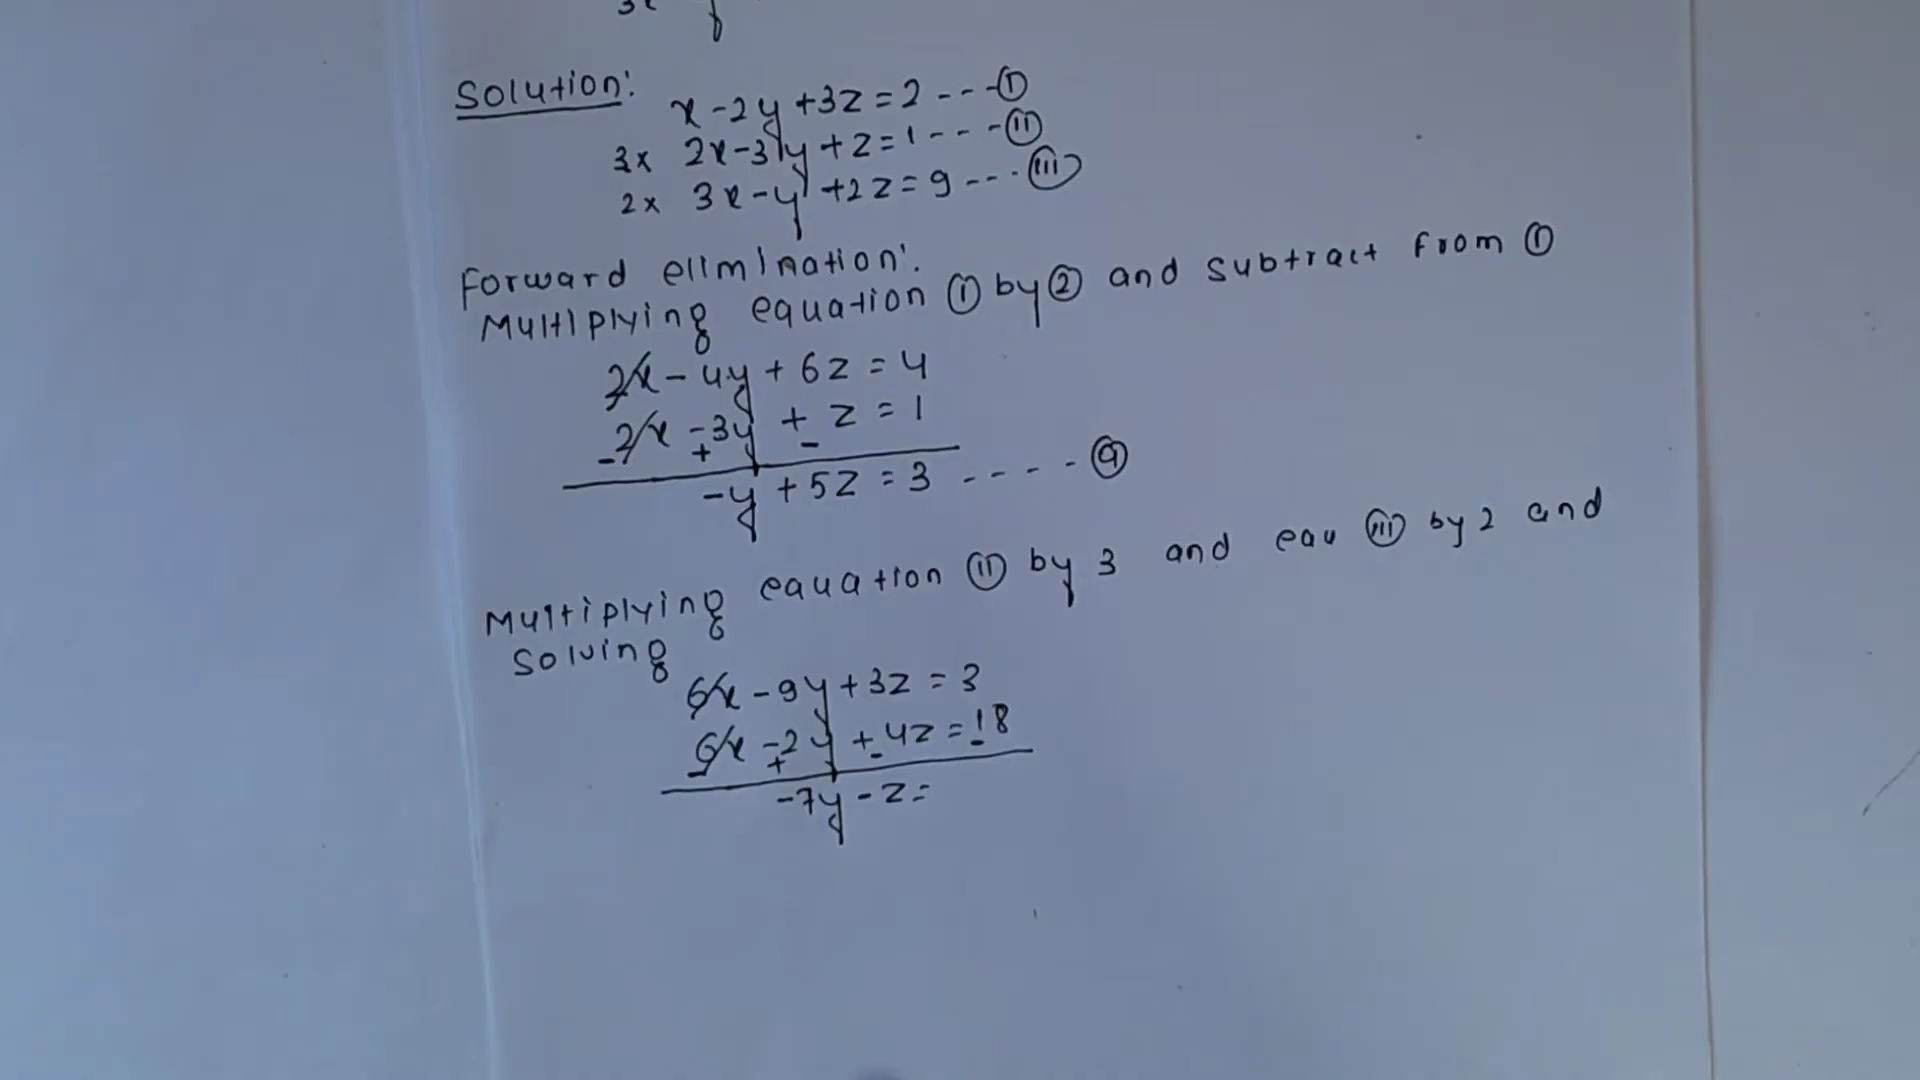 Solution:
x - 2y + 3z = 2 - - - (I)
3x 2x - 3y + z = 1 - - - (II)
2x 3x - y + 2z = 9 - - - (III)
Forward elimination:
Multiplying equation (I) by (2) and subtract from (I)
2x - 4y + 6z = 4
2x - 3y + z = 1
- + -
-y + 5z = 3 - - - - (9)
Multiplying equation (II) by 3 and equ (III) by 2 and
solving
6x - 9y + 3z = 3
6x - 2y + 4z = 18
- + - -
-7y - z =